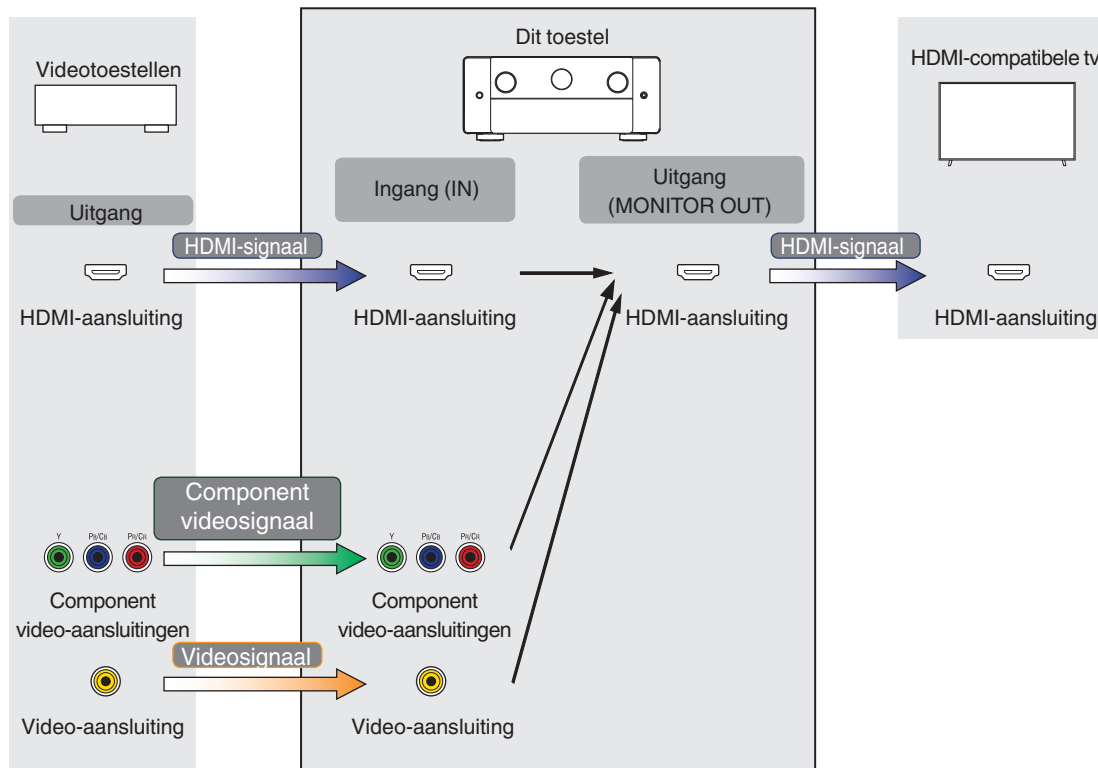 Dit toestel
Videotoestellen
HDMI-compatibele tv
Ingang (IN)
Uitgang
(MONITOR OUT)
Uitgang
HDMI-signaal
HDMI-signaal
HDMI-aansluiting
HDMI-aansluiting
HDMI-aansluiting
HDMI-aansluiting
Component
videosignaal
Y
PB/CB
PR/CR
Y
PB/CB
PR/CR
Component
video-aansluitingen
Component
video-aansluitingen
Videosignaal
Video-aansluiting
Video-aansluiting